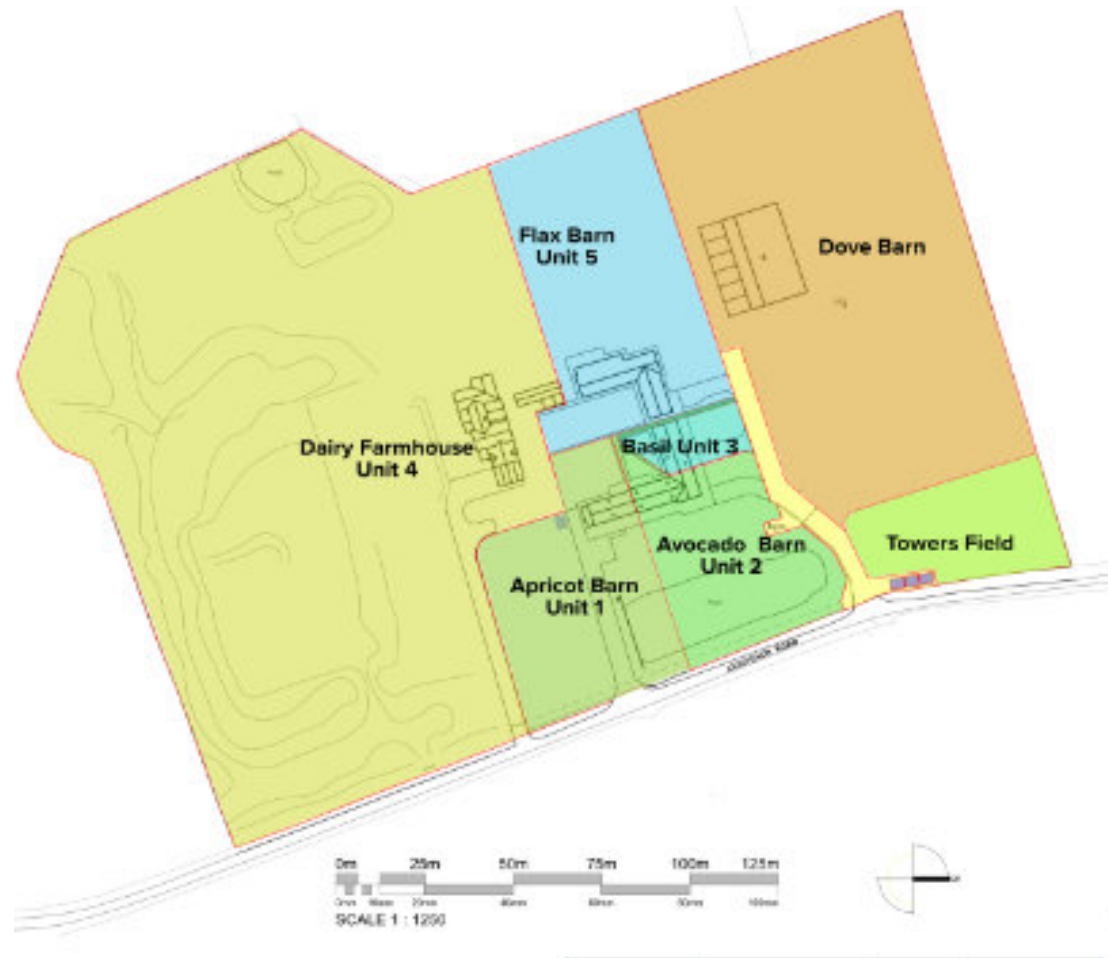 Flax Barn
Unit 5
Dove Barn
Dairy Farmhouse
Unit 4
Basil Unit 3
Avocado Barn
Unit 2
Towers Field
Apricot Barn
Unit 1
0m 25m 50m 75m 100m 125m
SCALE 1 : 1250